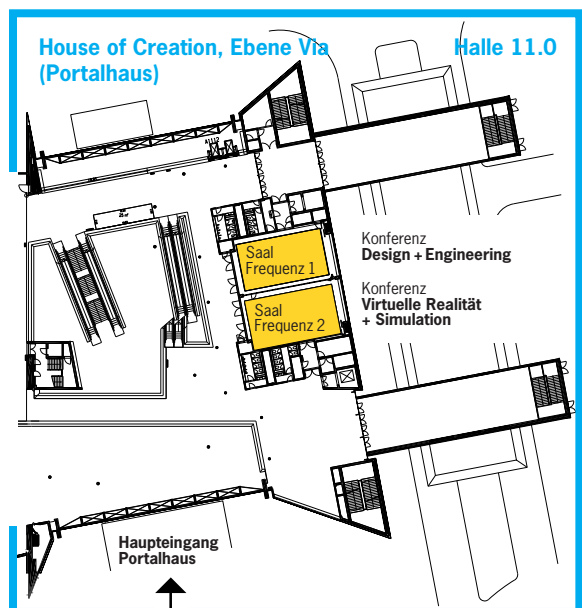 House of Creation, Ebene Via
(Portalhaus)
Halle 11.0
Saal
Frequenz 1
Saal
Frequenz 2
Konferenz
Design + Engineering
Konferenz
Virtuelle Realität
+ Simulation
Haupteingang
Portalhaus